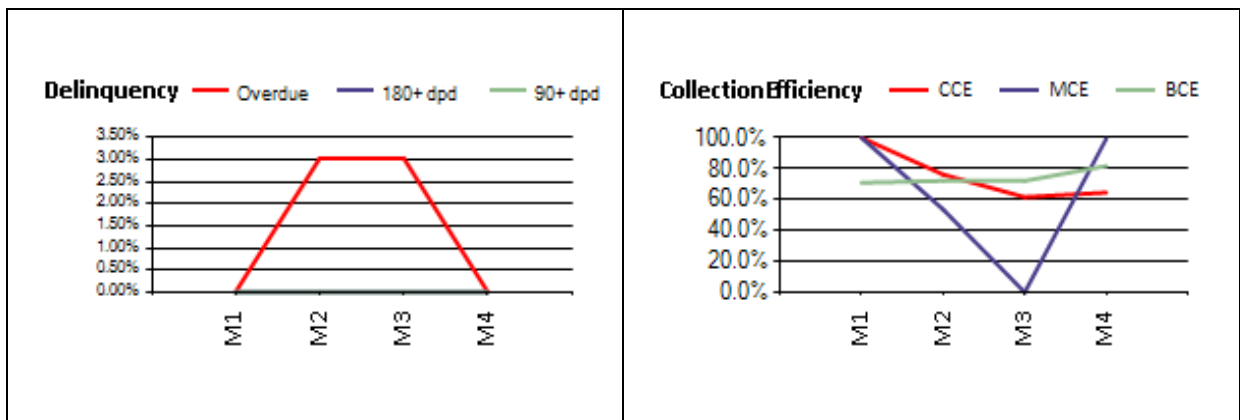 Delinquency Overdue 180+ dpd 90+ dpd
3.50%
3.00%
2.50%
2.00%
1.50%
1.00%
0.50%
0.00%
M1
M2
M3
M4
Collection Efficiency CCE MCE BCE
100.0%
80.0%
60.0%
40.0%
20.0%
0.0%
M1
M2
M3
M4